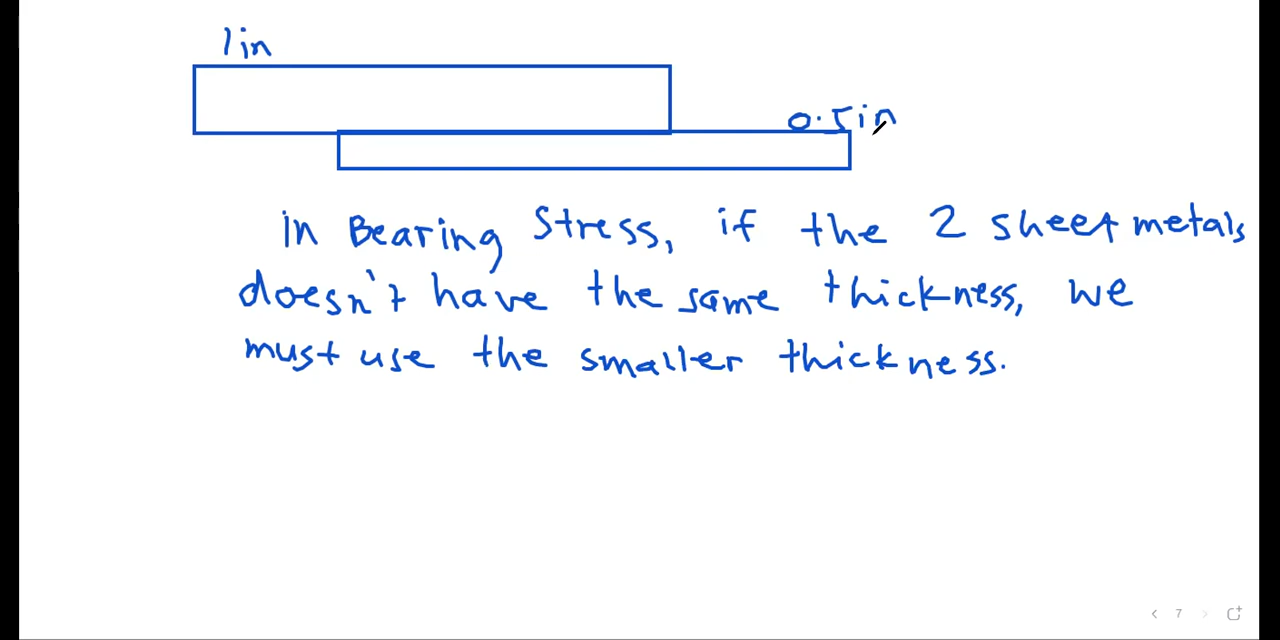 1in
0.5in
in Bearing Stress, if the 2 sheet metals
doesn't have the same thickness, we
must use the smaller thickness.
< 7 >